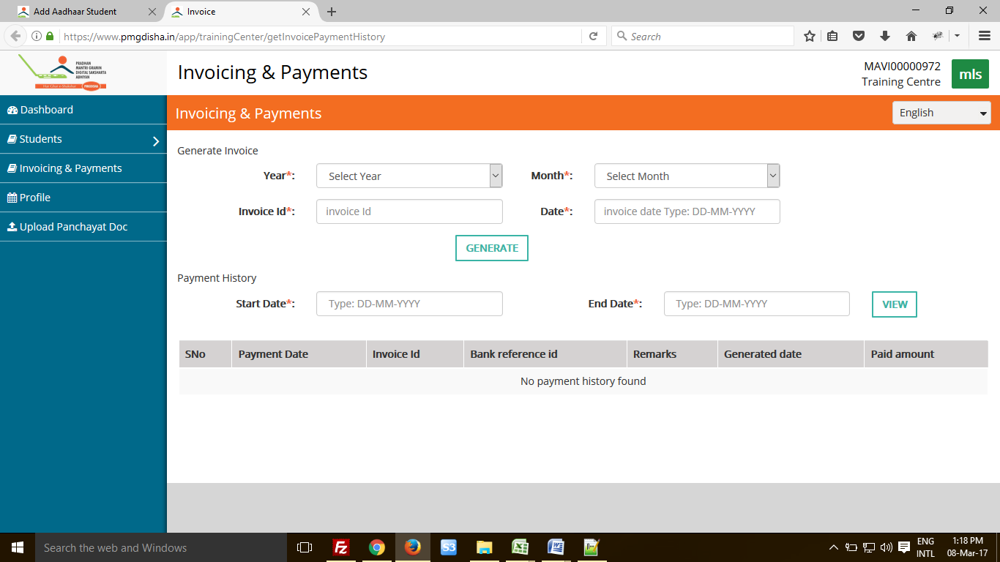 Add Aadhaar Student
Invoice
https://www.pmgdisha.in/app/trainingCenter/getInvoicePaymentHistory
Search
PRADHAN
MANTRI GRAMIN
DIGITAL SAKSHARTA
ABHIYAN
PMGDISHA
Invoicing & Payments
MAVI00000972
Training Centre
mls
Dashboard
Students
Invoicing & Payments
Profile
Upload Panchayat Doc
Invoicing & Payments
English
Generate Invoice
Year*: Select Year Month*: Select Month
Invoice Id*: invoice Id Date*: invoice date Type: DD-MM-YYYY
GENERATE
Payment History
Start Date*: Type: DD-MM-YYYY End Date*: Type: DD-MM-YYYY VIEW
SNo Payment Date Invoice Id Bank reference id Remarks Generated date Paid amount
No payment history found
Search the web and Windows
Fz
S3
ENG
INTL
1:18 PM
08-Mar-17